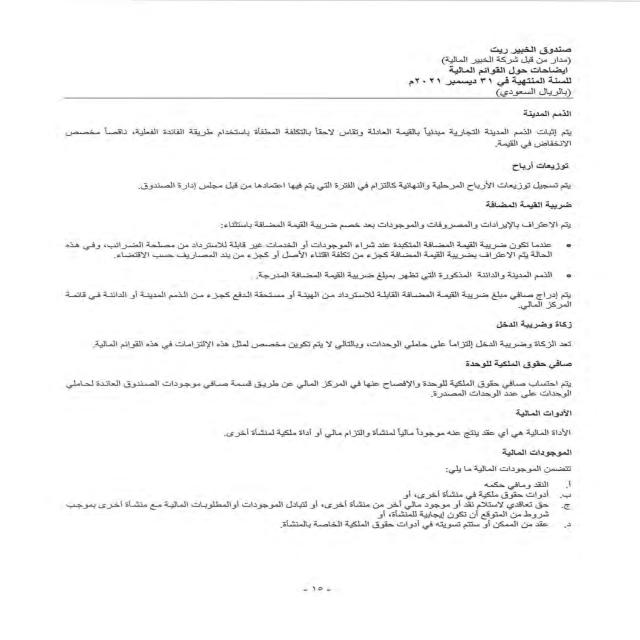 صندوق الخبير ريت
(مدار من قبل شركة الخبير المالية)
ايضاحات حول القوائم المالية
للسنة المنتهية في ٣١ ديسمبر ٢٠٢١م
(بالريال السعودي)
الذمم المدينة
يتم إثبات الذمم المدينة التجارية مبدئياً بالقيمة العادلة وتقاس لاحقاً بالتكلفة المطفأة باستخدام طريقة الفائدة الفعلية، ناقصاً مخصص
الانخفاض في القيمة.
توزيعات أرباح
يتم تسجيل توزيعات الأرباح المرحلية والنهائية كالتزام في الفترة التي يتم فيها اعتمادها من قبل مجلس إدارة الصندوق.
ضريبة القيمة المضافة
يتم الاعتراف بالإيرادات والمصروفات والموجودات بعد خصم ضريبة القيمة المضافة باستثناء:
• عندما تكون ضريبة القيمة المضافة المتكبدة عند شراء الموجودات أو الخدمات غير قابلة للاسترداد من مصلحة الضرائب، وفي هذه
الحالة يتم الاعتراف بضريبة القيمة المضافة كجزء من تكلفة اقتناء الأصل أو كجزء من بند المصاريف حسب الاقتضاء.
• الذمم المدينة والدائنة المذكورة التي تظهر بمبلغ ضريبة القيمة المضافة المدرجة.
يتم إدراج صافي مبلغ ضريبة القيمة المضافة القابلة للاسترداد من الهيئة أو مستحقة الدفع كجزء من الذمم المدينة أو الدائنة في قائمة
المركز المالي.
زكاة وضريبة الدخل
تعد الزكاة وضريبة الدخل إلتزاماً على حاملي الوحدات، وبالتالي لا يتم تكوين مخصص لمثل هذه الإلتزامات في هذه القوائم المالية.
صافي حقوق الملكية للوحدة
يتم احتساب صافي حقوق الملكية للوحدة والإفصاح عنها في المركز المالي عن طريق قسمة صافي موجودات الصندوق العائدة لحاملي
الوحدات على عدد الوحدات المصدرة.
الأدوات المالية
الأداة المالية هي أي عقد ينتج عنه موجوداً مالياً لمنشأة والتزام مالي أو أداة ملكية لمنشأة أخرى.
الموجودات المالية
تتضمن الموجودات المالية ما يلي:
أ. النقد ومافي حكمه
ب. أدوات حقوق ملكية في منشأة أخرى، أو
ج. حق تعاقدي لاستلام نقد أو موجود مالي آخر من منشأة أخرى، أو لتبادل الموجودات أوالمطلوبات المالية مع منشأة أخرى بموجب
شروط من المتوقع أن تكون إيجابية للمنشأة، أو
د. عقد من الممكن أو ستتم تسويته في أدوات حقوق الملكية الخاصة بالمنشأة.
- ١٥ -